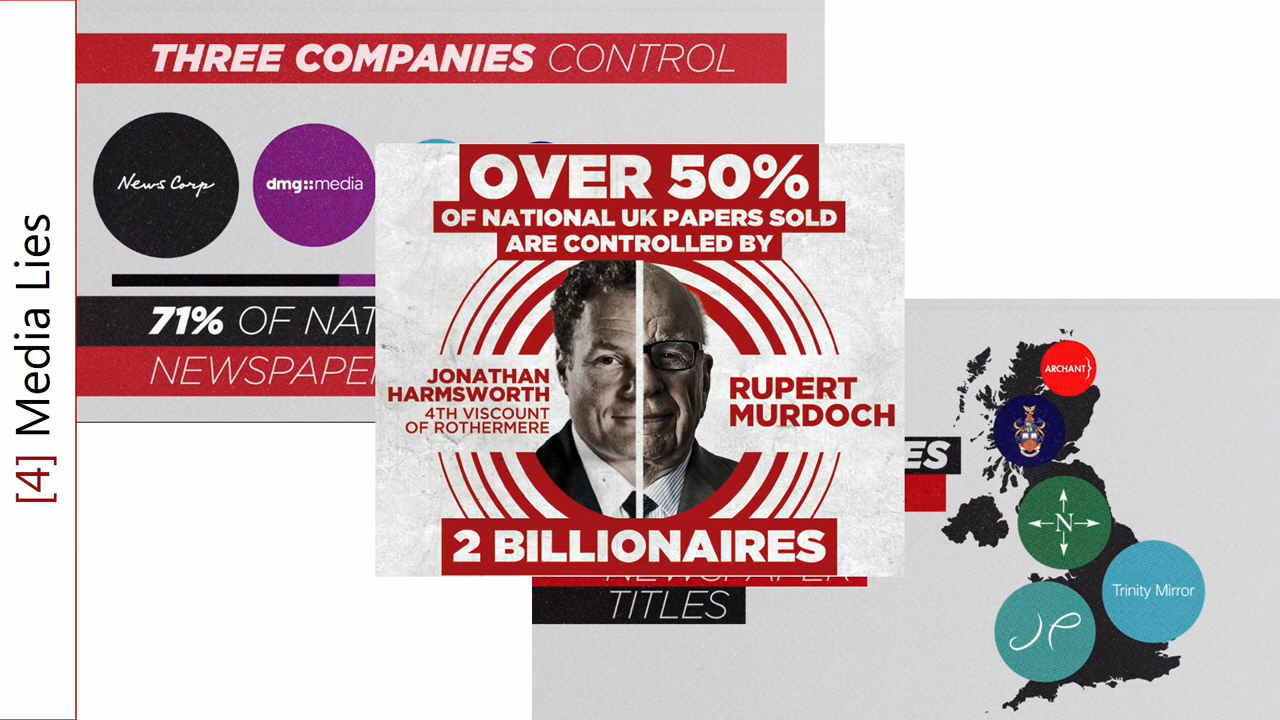 [4] Media Lies
THREE COMPANIES CONTROL
News Corp
dmg::media
71% OF NAT
NEWSPAPE
OVER 50%
OF NATIONAL UK PAPERS SOLD
ARE CONTROLLED BY
JONATHAN
HARMSWORTH
4TH VISCOUNT
OF ROTHERMERE
RUPERT
MURDOCH
2 BILLIONAIRES
ES
NEWSPAPER
TITLES
ARCHANT}
N
Trinity Mirror
JP